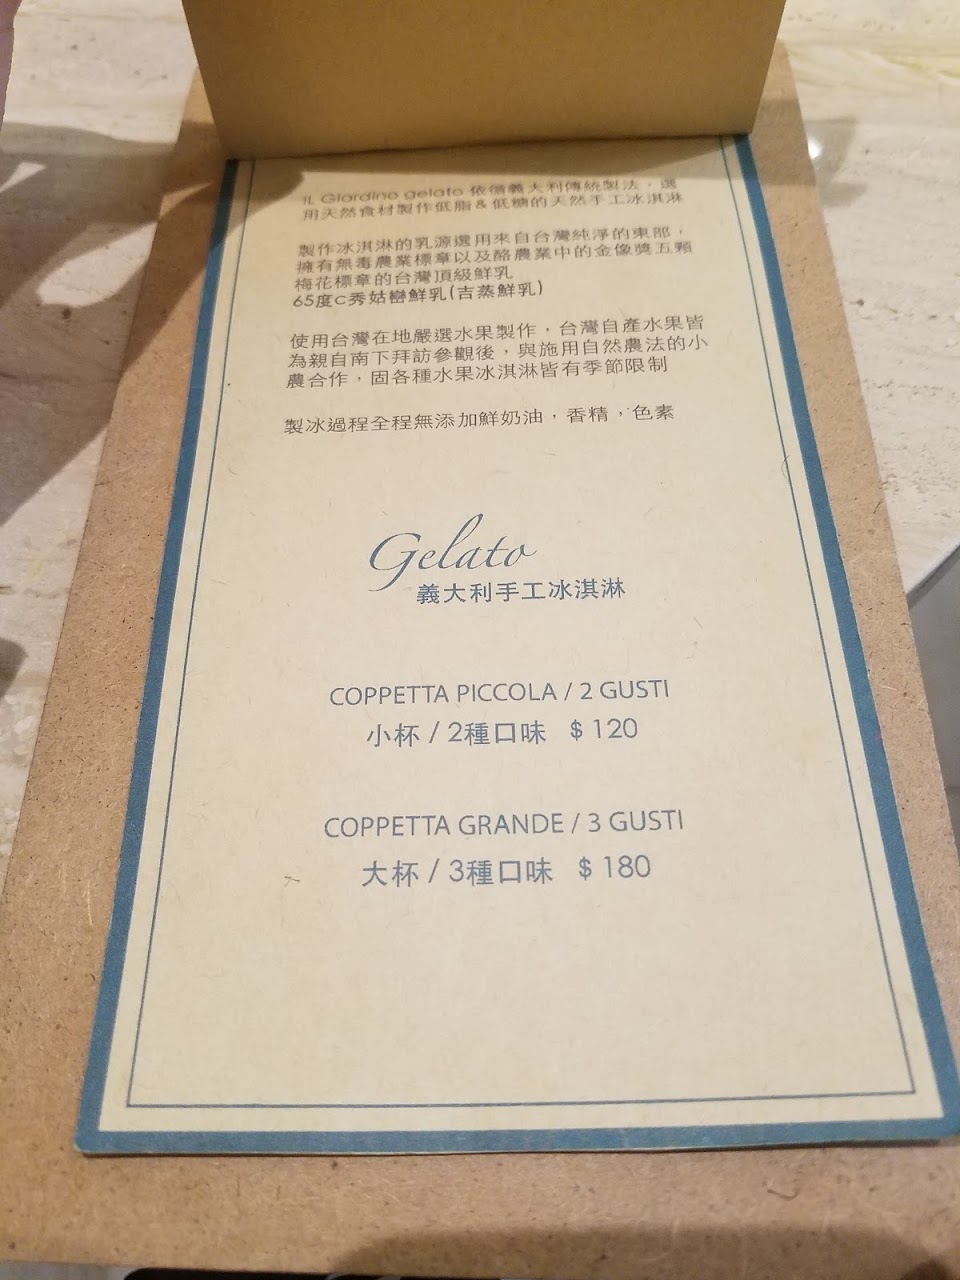 IL Giardino gelato 依循義大利傳統製法，選
用天然食材製作低脂＆低糖的天然手工冰淇淋
製作冰淇淋的乳源選用來自台灣純淨的東部，
擁有無毒農業標章以及酪農業中的金像獎五顆
梅花標章的台灣頂級鮮乳
65度c秀姑巒鮮乳(吉蒸鮮乳)
使用台灣在地嚴選水果製作，台灣自產水果皆
為親自南下拜訪參觀後，與施用自然農法的小
農合作，固各種水果冰淇淋皆有季節限制
製冰過程全程無添加鮮奶油，香精，色素
Gelato
義大利手工冰淇淋
COPPETTA PICCOLA / 2 GUSTI
小杯 / 2種口味 $ 120
COPPETTA GRANDE / 3 GUSTI
大杯 / 3種口味 $ 180